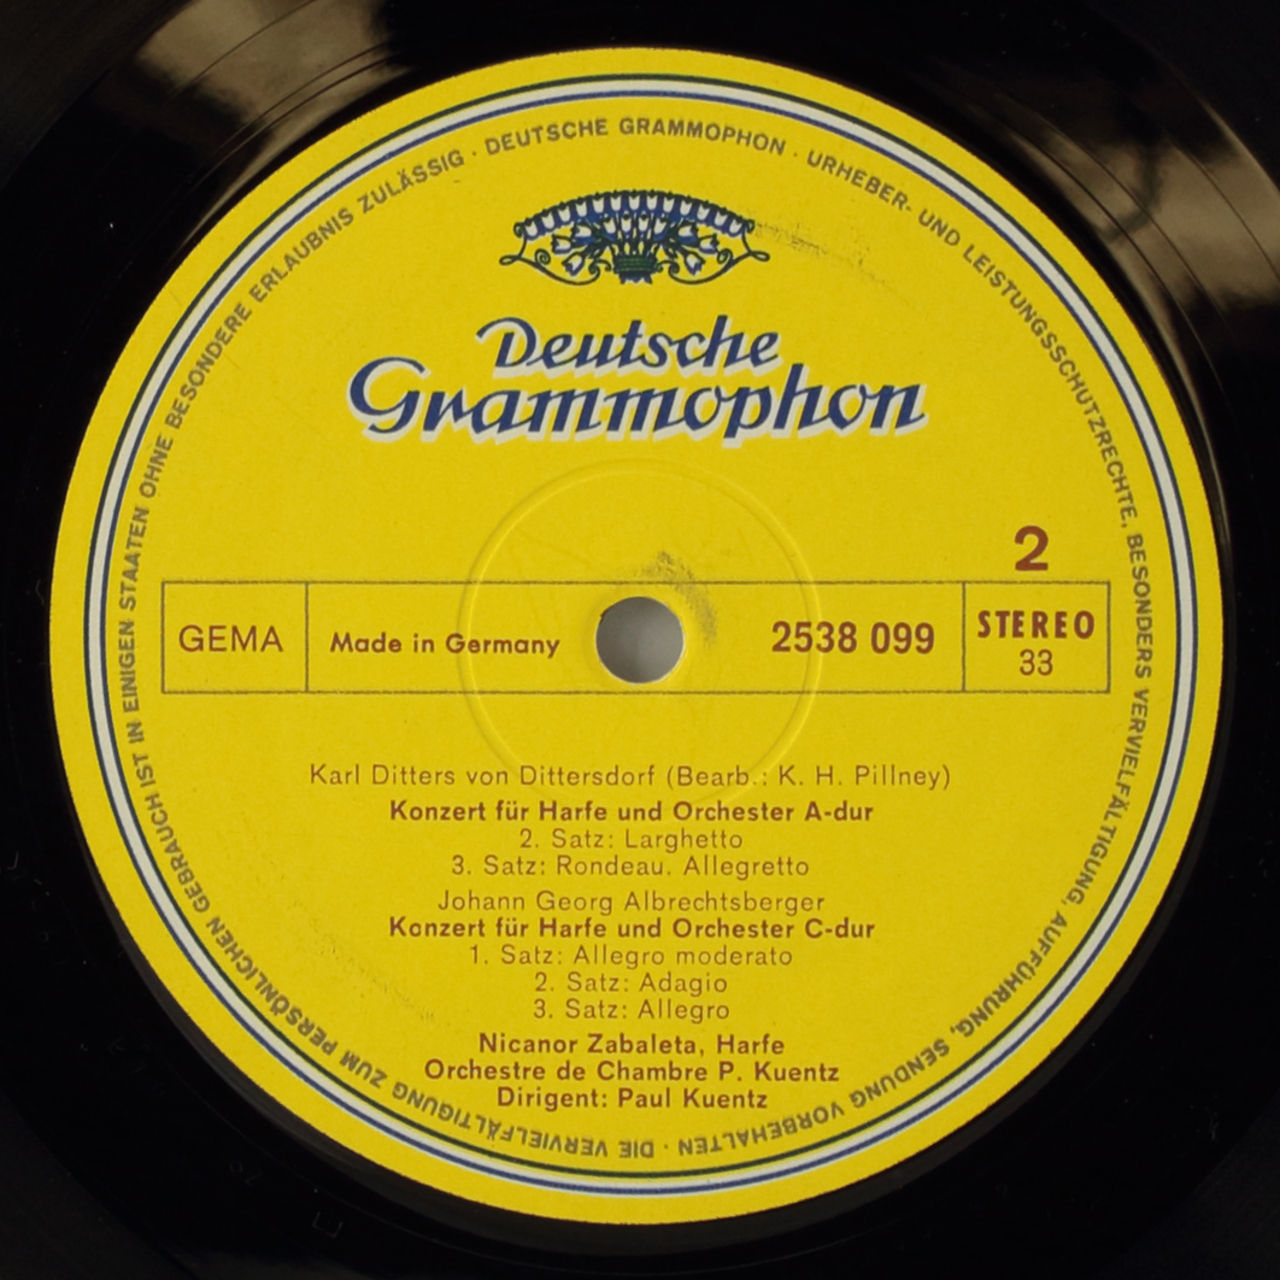 DEUTSCHE GRAMMOPHON · URHEBER- UND LEISTUNGSSCHUTZRECHTE, BESONDERS VERVIELFÄLTIGUNG, AUFFÜHRUNG, SENDUNG VORBEHALTEN · DIE VERVIELFÄLTIGUNG ZUM PERSÖNLICHEN GEBRAUCH IST IN EINIGEN STAATEN OHNE BESONDERE ERLAUBNIS ZULÄSSIG ·
Deutsche
Grammophon
2
GEMA Made in Germany 2538 099 STEREO
33
Karl Ditters von Dittersdorf (Bearb.: K. H. Pillney)
Konzert für Harfe und Orchester A-dur
2. Satz: Larghetto
3. Satz: Rondeau. Allegretto
Johann Georg Albrechtsberger
Konzert für Harfe und Orchester C-dur
1. Satz: Allegro moderato
2. Satz: Adagio
3. Satz: Allegro
Nicanor Zabaleta, Harfe
Orchestre de Chambre P. Kuentz
Dirigent: Paul Kuentz